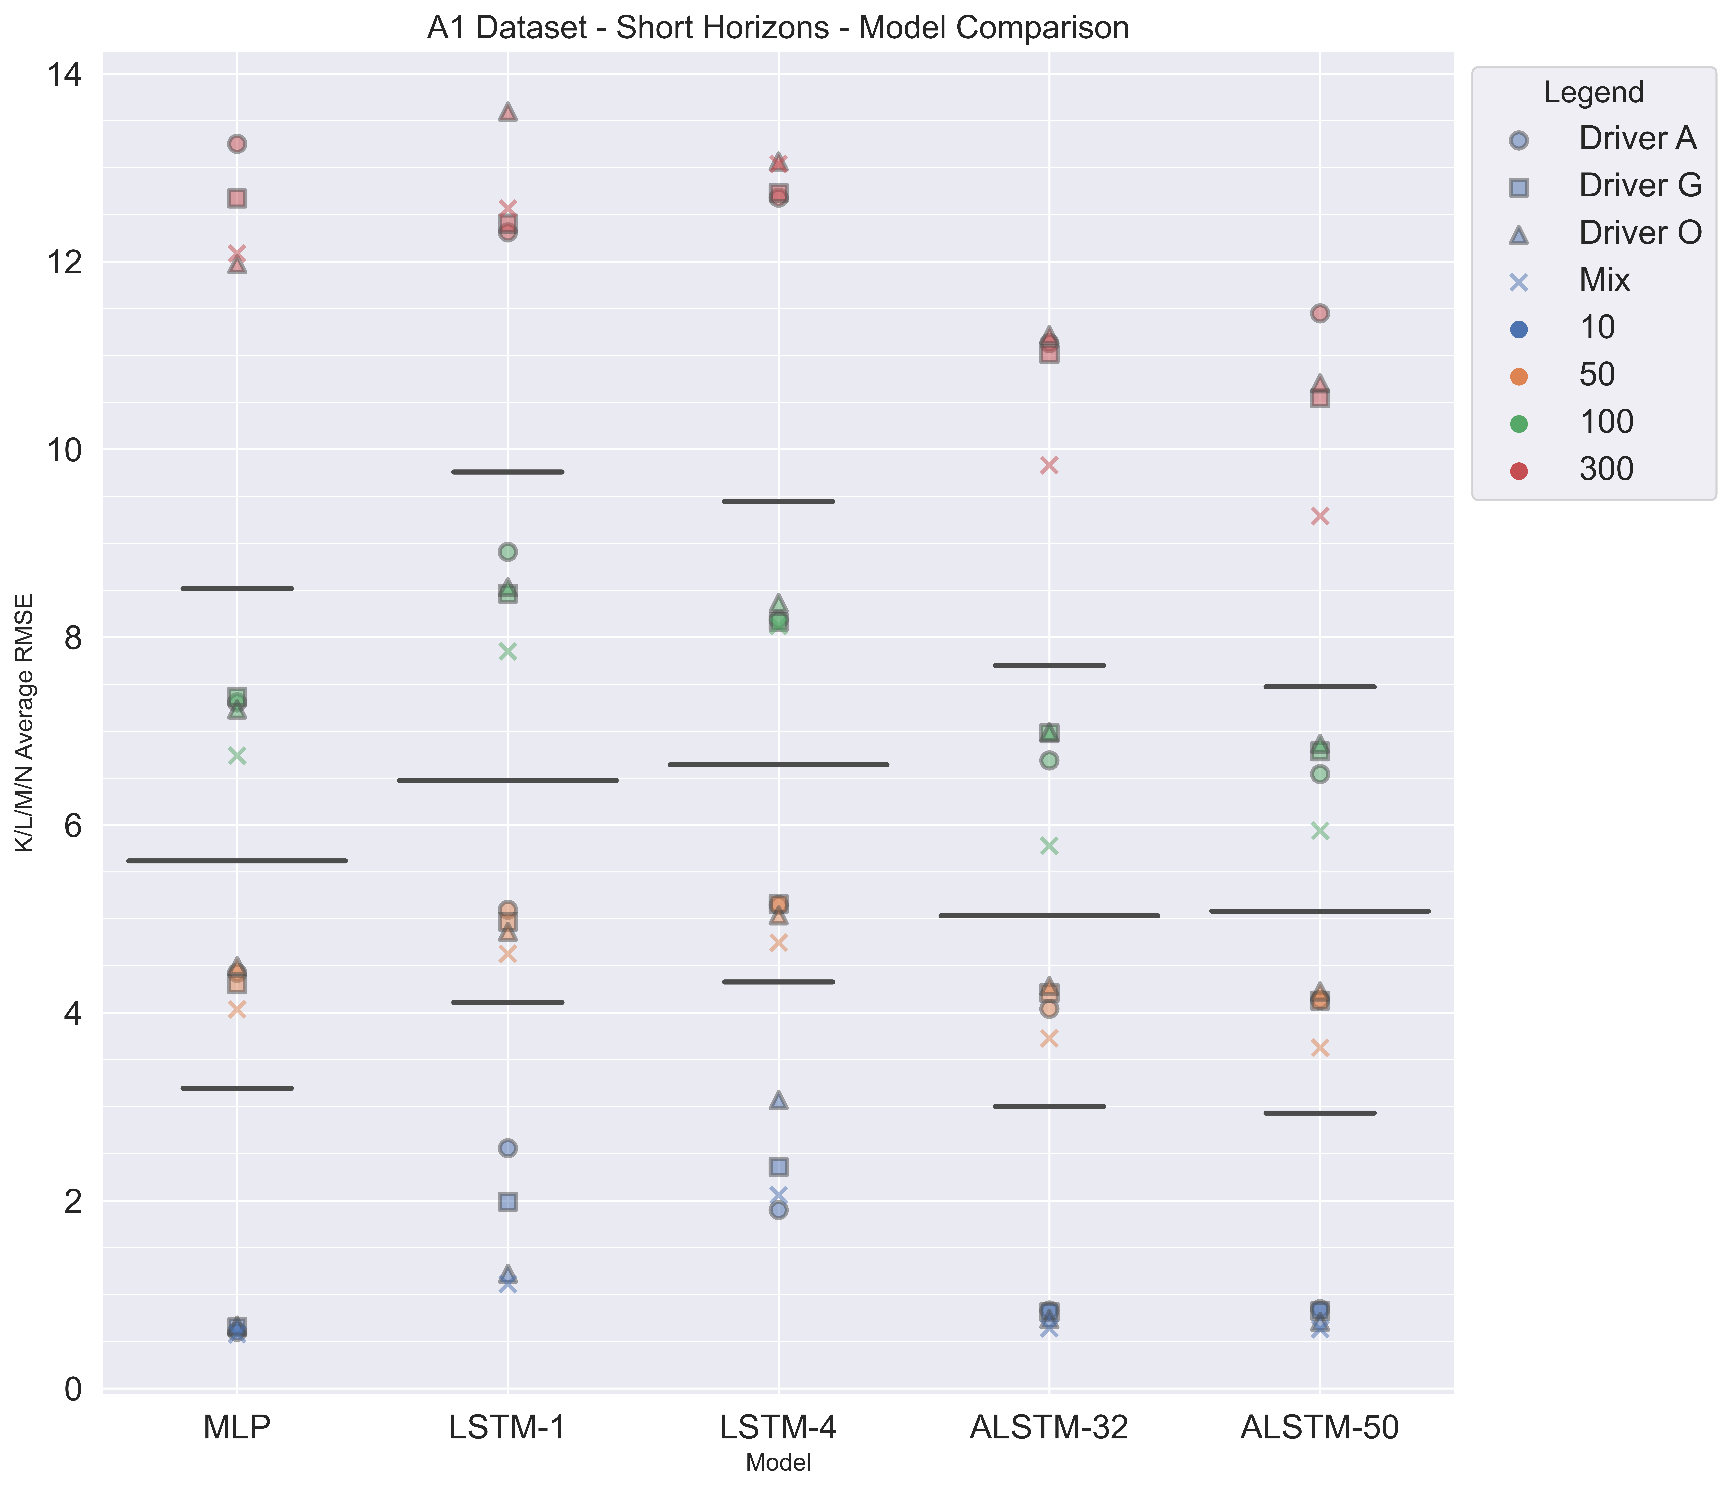 A1 Dataset - Short Horizons - Model Comparison
K/L/M/N Average RMSE
14
12
10
8
6
4
2
0
MLP
LSTM-1
LSTM-4
ALSTM-32
ALSTM-50
Model
Legend
Driver A
Driver G
Driver O
Mix
10
50
100
300